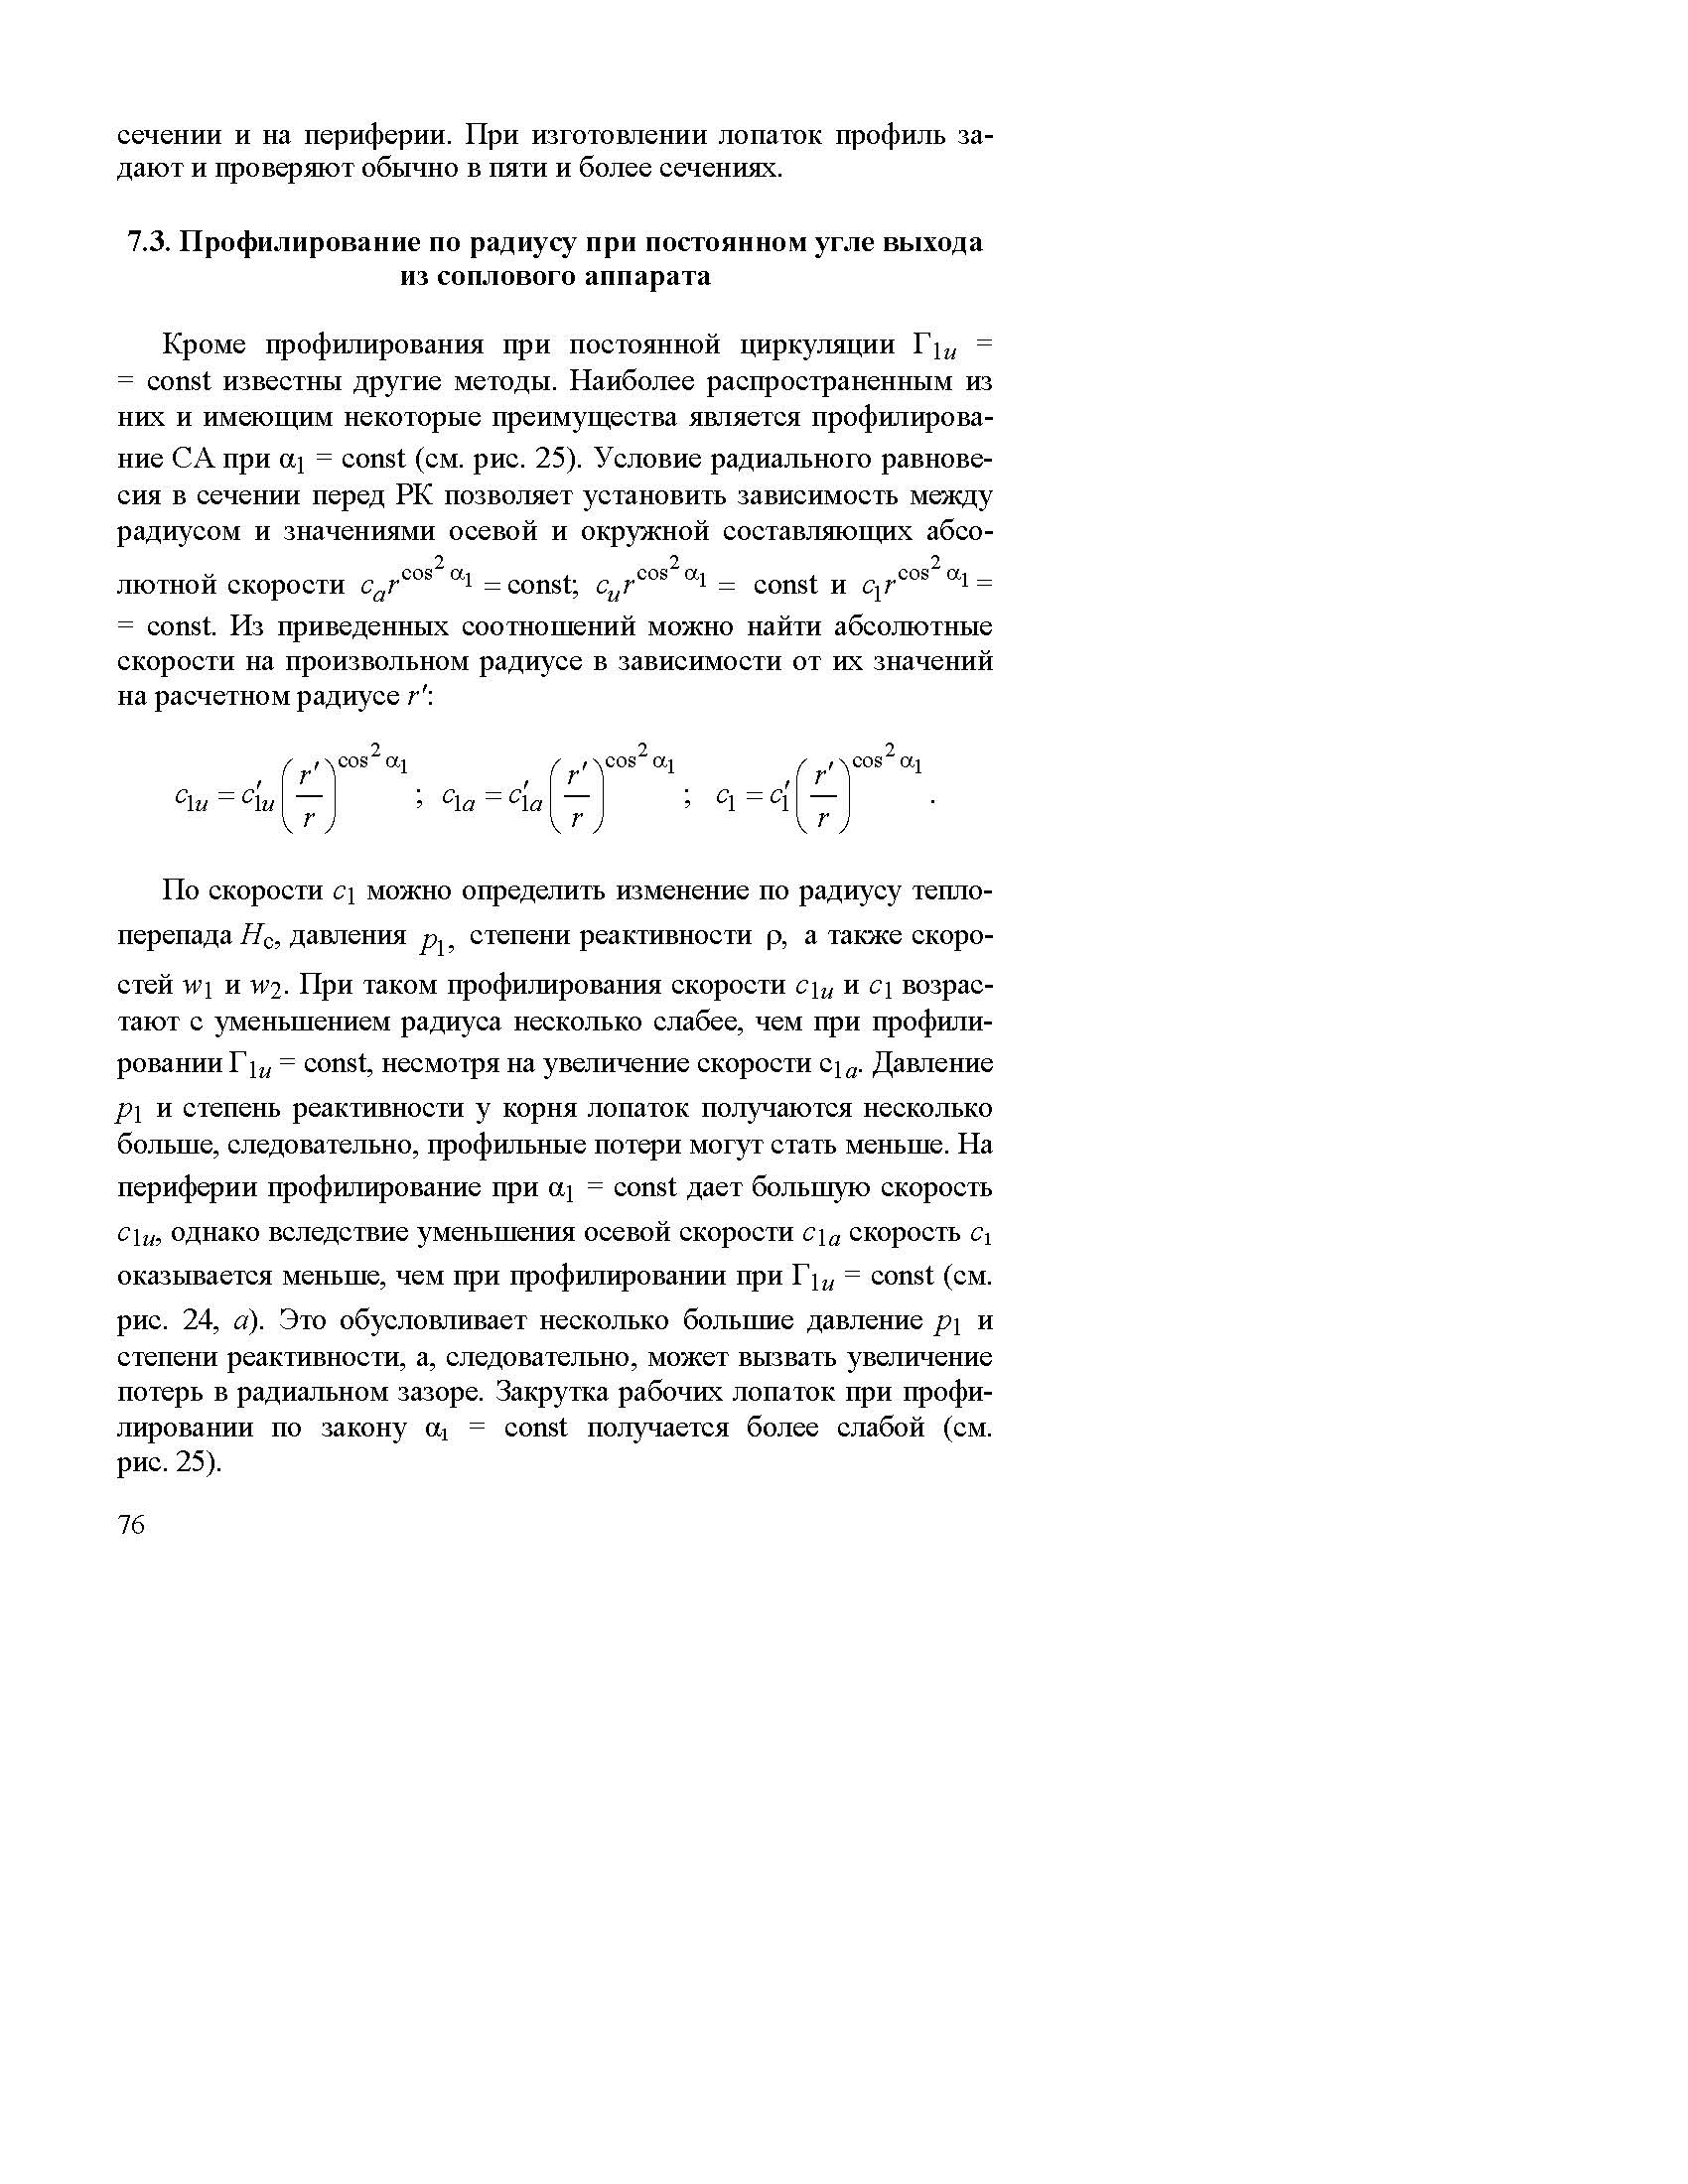 сечении и на периферии. При изготовлении лопаток профиль за-
дают и проверяют обычно в пяти и более сечениях.
7.3. Профилирование по радиусу при постоянном угле выхода
из соплового аппарата
Кроме профилирования при постоянной циркуляции Γ₁ᵤ =
= const известны другие методы. Наиболее распространенным из
них и имеющим некоторые преимущества является профилирова-
ние СА при α₁ = const (см. рис. 25). Условие радиального равнове-
сия в сечении перед РК позволяет установить зависимость между
радиусом и значениями осевой и окружной составляющих абсо-
лютной скорости cₐr^(cos² α₁) = const; cᵤr^(cos² α₁) = const и c₁r^(cos² α₁) =
= const. Из приведенных соотношений можно найти абсолютные
скорости на произвольном радиусе в зависимости от их значений
на расчетном радиусе r′:
c₁ᵤ = c′₁ᵤ(r′/r)^(cos² α₁); c₁ₐ = c′₁ₐ(r′/r)^(cos² α₁); c₁ = c′₁(r′/r)^(cos² α₁).
По скорости c₁ можно определить изменение по радиусу тепло-
перепада Hс, давления p₁, степени реактивности ρ, а также скоро-
стей w₁ и w₂. При таком профилирования скорости c₁ᵤ и c₁ возрас-
тают с уменьшением радиуса несколько слабее, чем при профили-
ровании Γ₁ᵤ = const, несмотря на увеличение скорости c₁ₐ. Давление
p₁ и степень реактивности у корня лопаток получаются несколько
больше, следовательно, профильные потери могут стать меньше. На
периферии профилирование при α₁ = const дает большую скорость
c₁ᵤ, однако вследствие уменьшения осевой скорости c₁ₐ скорость c₁
оказывается меньше, чем при профилировании при Γ₁ᵤ = const (см.
рис. 24, а). Это обусловливает несколько большие давление p₁ и
степени реактивности, а, следовательно, может вызвать увеличение
потерь в радиальном зазоре. Закрутка рабочих лопаток при профи-
лировании по закону α₁ = const получается более слабой (см.
рис. 25).
76